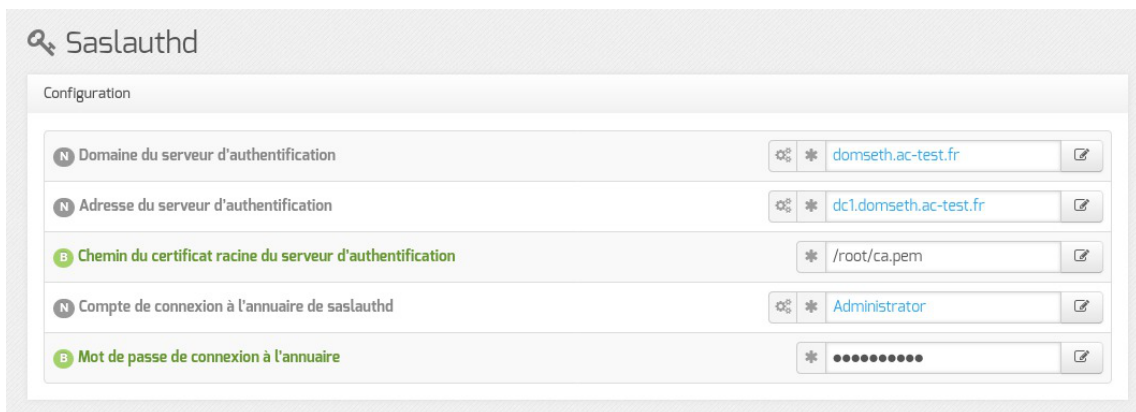 Saslauthd
Configuration
N Domaine du serveur d'authentification * domseth.ac-test.fr
N Adresse du serveur d'authentification * dc1.domseth.ac-test.fr
B Chemin du certificat racine du serveur d'authentification * /root/ca.pem
N Compte de connexion à l'annuaire de saslauthd * Administrator
B Mot de passe de connexion à l'annuaire * ●●●●●●●●●●